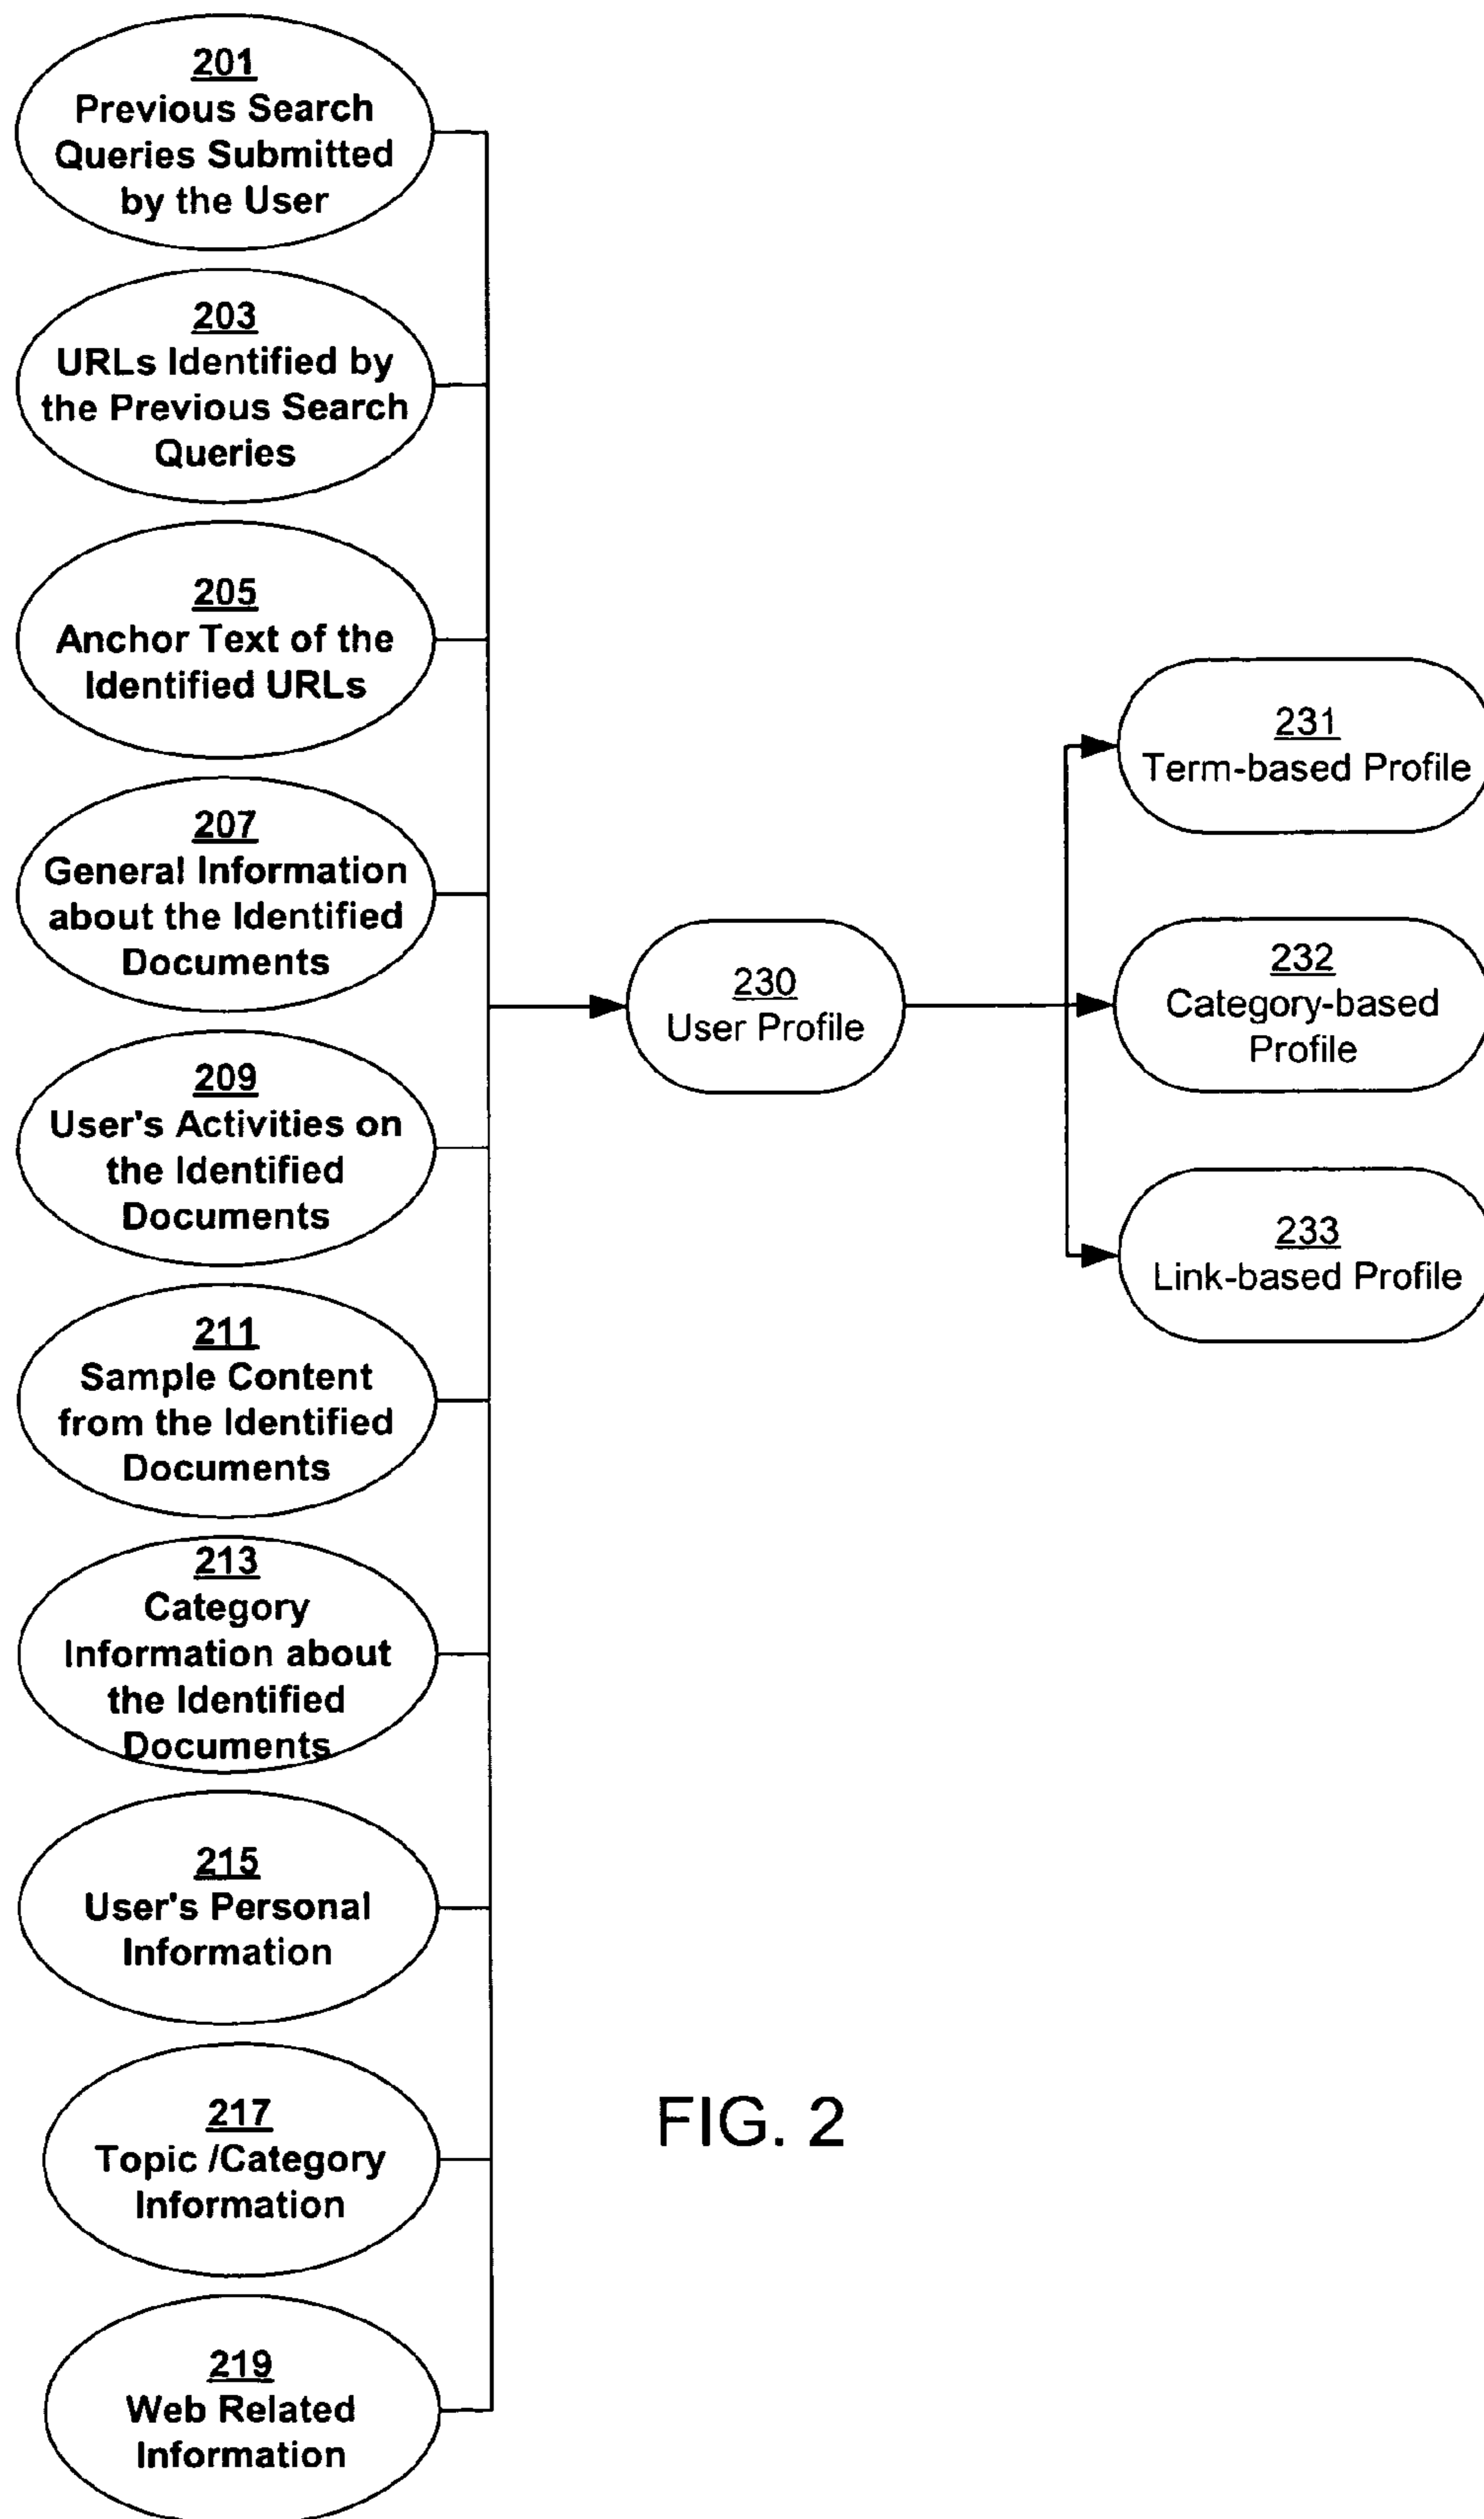 201
Previous Search
Queries Submitted
by the User
203
URLs Identified by
the Previous Search
Queries
205
Anchor Text of the
Identified URLs
207
General Information
about the Identified
Documents
209
User's Activities on
the Identified
Documents
211
Sample Content
from the Identified
Documents
213
Category
Information about
the Identified
Documents
215
User's Personal
Information
217
Topic /Category
Information
219
Web Related
Information
230
User Profile
231
Term-based Profile
232
Category-based
Profile
233
Link-based Profile
FIG. 2